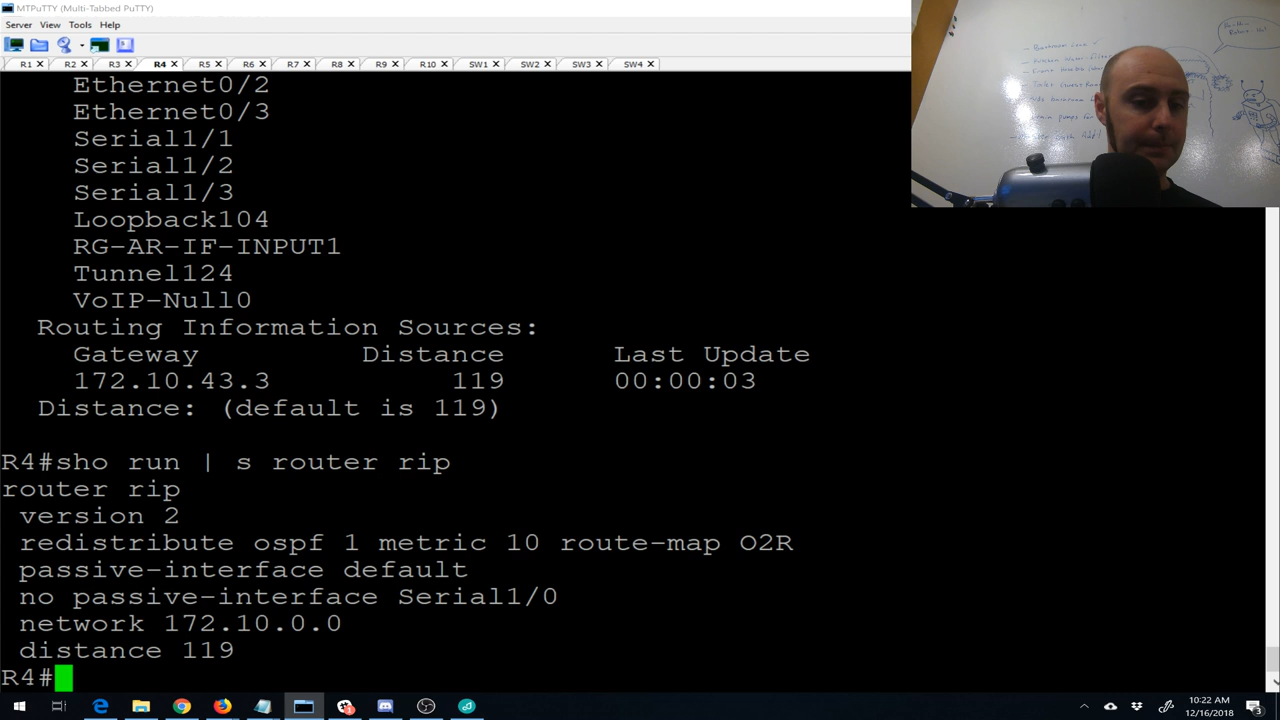 MTPuTTY (Multi-Tabbed PuTTY)
Server View Tools Help
R1 R2 R3 R4 R5 R6 R7 R8 R9 R10 SW1 SW2 SW3 SW4
Ethernet0/2
Ethernet0/3
Serial1/1
Serial1/2
Serial1/3
Loopback104
RG-AR-IF-INPUT1
Tunnel124
VoIP-Null0
Routing Information Sources:
Gateway Distance Last Update
172.10.43.3 119 00:00:03
Distance: (default is 119)
R4#sho run | s router rip
router rip
version 2
redistribute ospf 1 metric 10 route-map O2R
passive-interface default
no passive-interface Serial1/0
network 172.10.0.0
distance 119
R4#
10:22 AM
12/16/2018
3